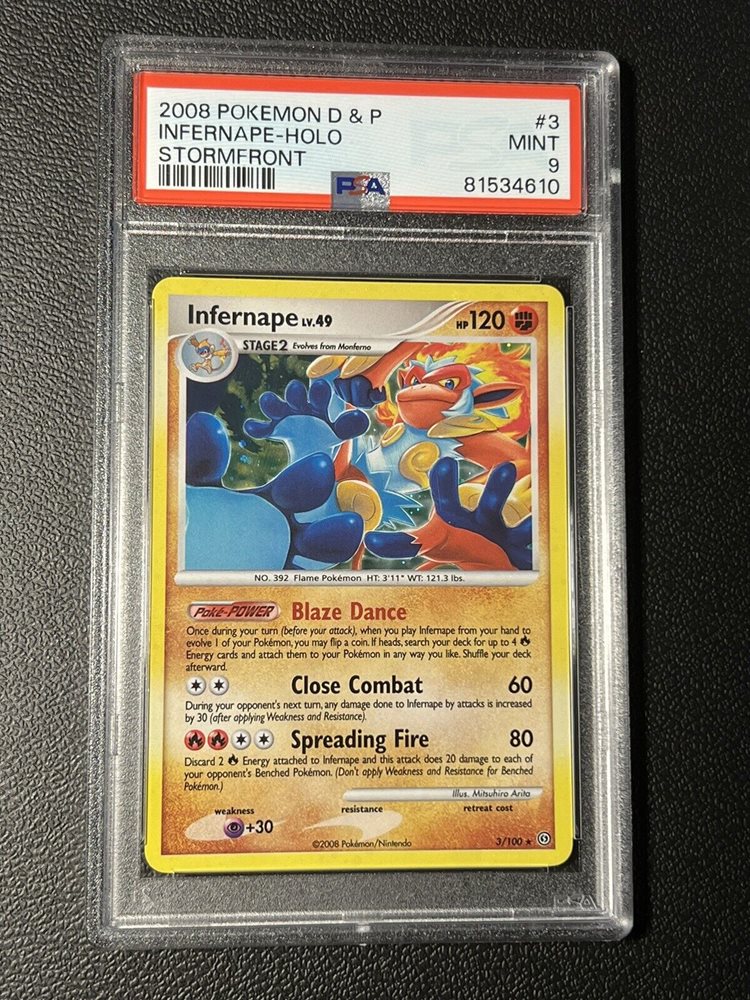 2008 POKEMON D & P #3
INFERNAPE-HOLO MINT
STORMFRONT 9
PSA 81534610
Infernape LV.49 HP 120
STAGE 2 Evolves from Monferno
NO. 392 Flame Pokémon HT: 3'11" WT: 121.3 lbs.
Poké-POWER Blaze Dance
Once during your turn (before your attack), when you play Infernape from your hand to
evolve 1 of your Pokémon, you may flip a coin. If heads, search your deck for up to 4
Energy cards and attach them to your Pokémon in any way you like. Shuffle your deck
afterward.
Close Combat 60
During your opponent's next turn, any damage done to Infernape by attacks is increased
by 30 (after applying Weakness and Resistance).
Spreading Fire 80
Discard 2 Energy attached to Infernape and this attack does 20 damage to each of
your opponent's Benched Pokémon. (Don't apply Weakness and Resistance for Benched
Pokémon.)
Illus. Mitsuhiro Arita
weakness resistance retreat cost
+30
©2008 Pokémon/Nintendo 3/100 ★